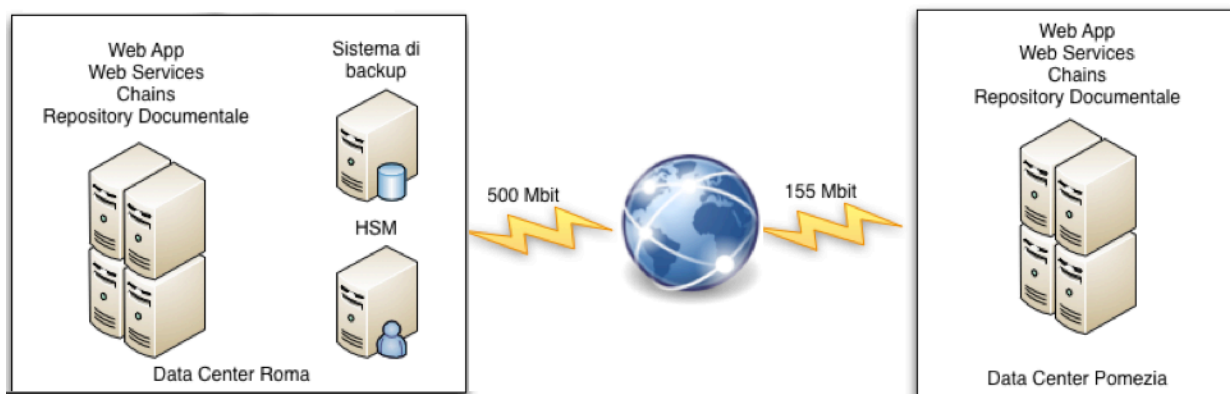 Web App
Web Services
Chains
Repository Documentale
Sistema di
backup
HSM
Data Center Roma
500 Mbit
155 Mbit
Web App
Web Services
Chains
Repository Documentale
Data Center Pomezia